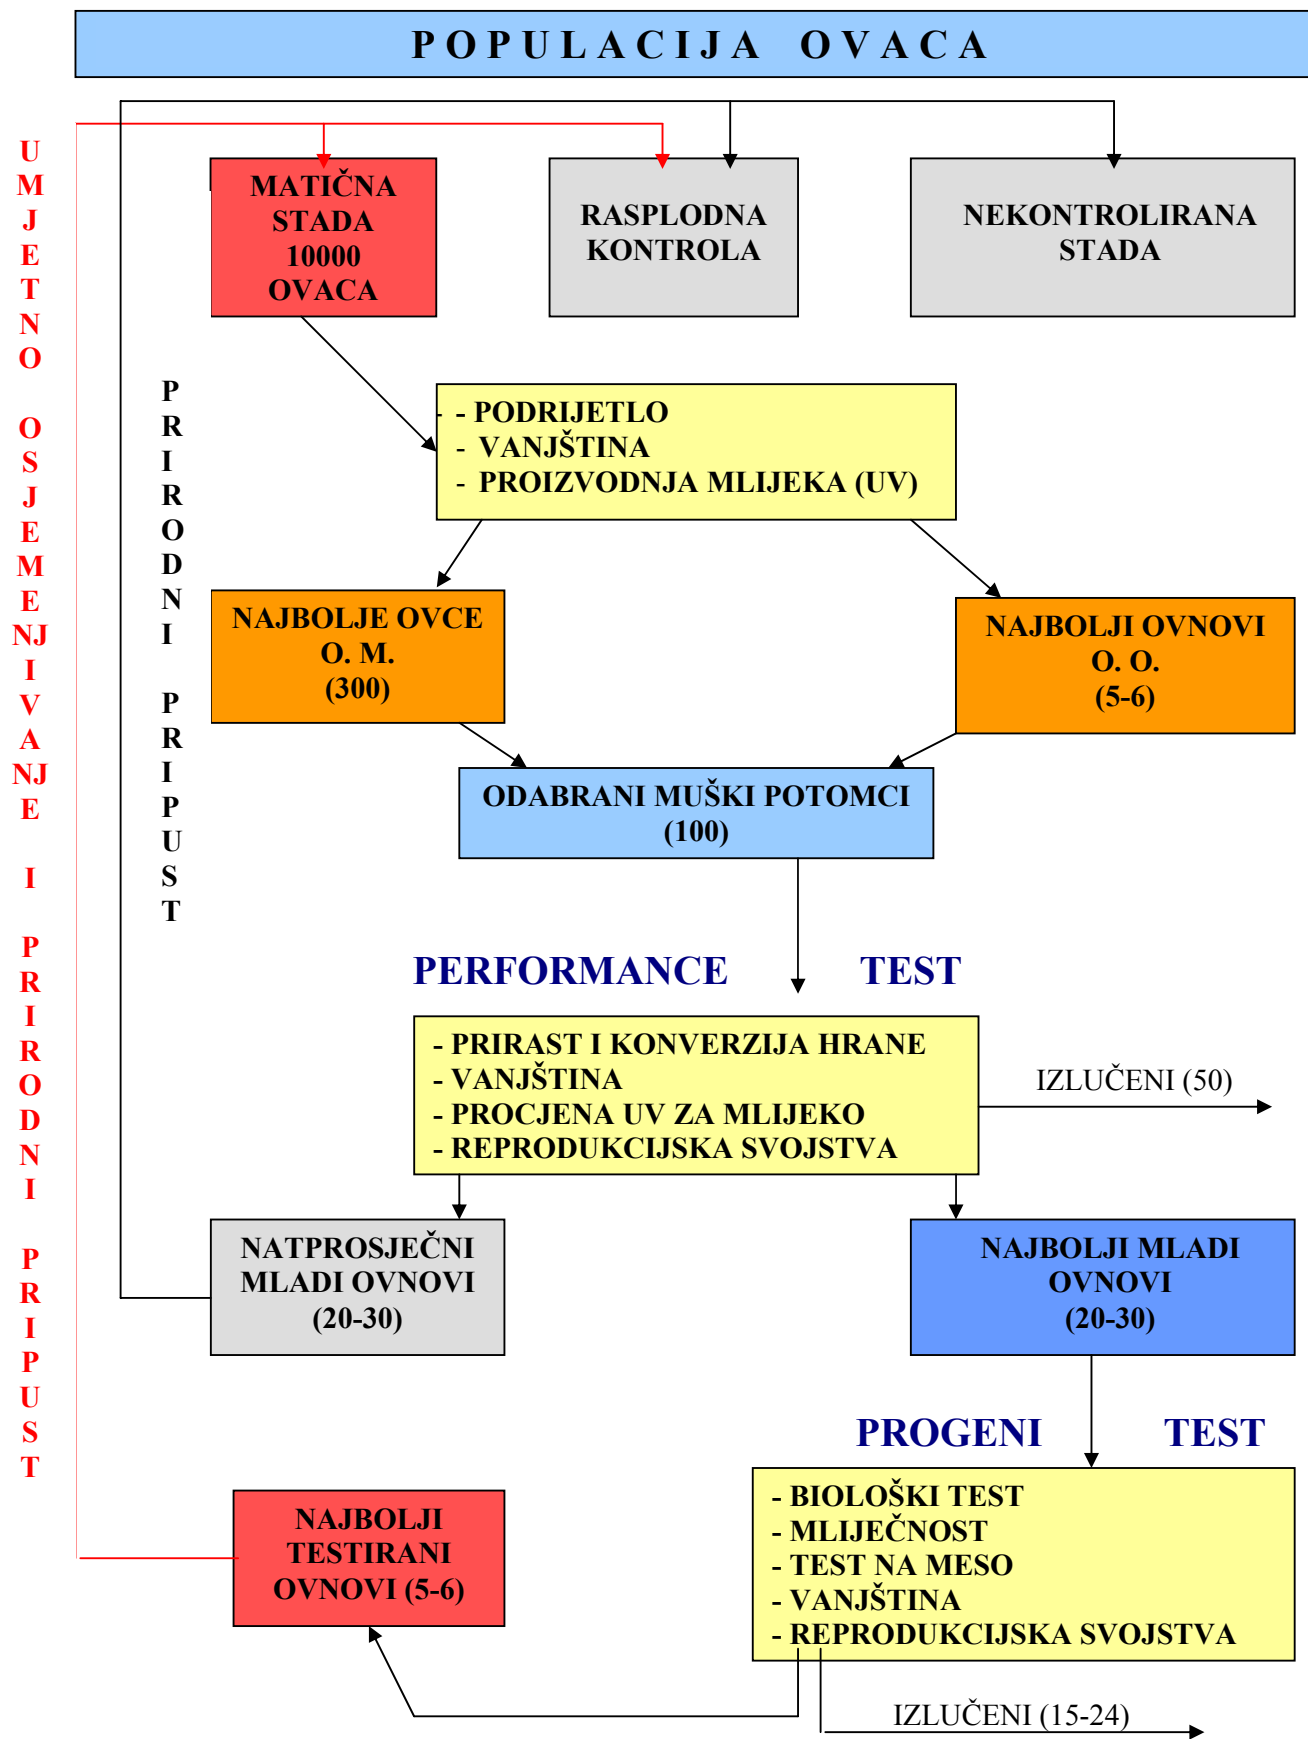 POPULACIJA OVACA
UMJETNO OSJEMENJIVANJE I PRIRODNI PRIPUST
MATIČNA
STADA
10000
OVACA
RASPLODNA
KONTROLA
NEKONTROLIRANA
STADA
PRIRODNI PRIPUST
- - PODRIJETLO
- VANJŠTINA
- PROIZVODNJA MLIJEKA (UV)
NAJBOLJE OVCE
O. M.
(300)
NAJBOLJI OVNOVI
O. O.
(5-6)
ODABRANI MUŠKI POTOMCI
(100)
PERFORMANCE TEST
- PRIRAST I KONVERZIJA HRANE
- VANJŠTINA
- PROCJENA UV ZA MLIJEKO
- REPRODUKCIJSKA SVOJSTVA
IZLUČENI (50)
NATPROSJEČNI
MLADI OVNOVI
(20-30)
NAJBOLJI MLADI
OVNOVI
(20-30)
PROGENI TEST
- BIOLOŠKI TEST
- MLIJEČNOST
- TEST NA MESO
- VANJŠTINA
- REPRODUKCIJSKA SVOJSTVA
NAJBOLJI
TESTIRANI
OVNOVI (5-6)
IZLUČENI (15-24)